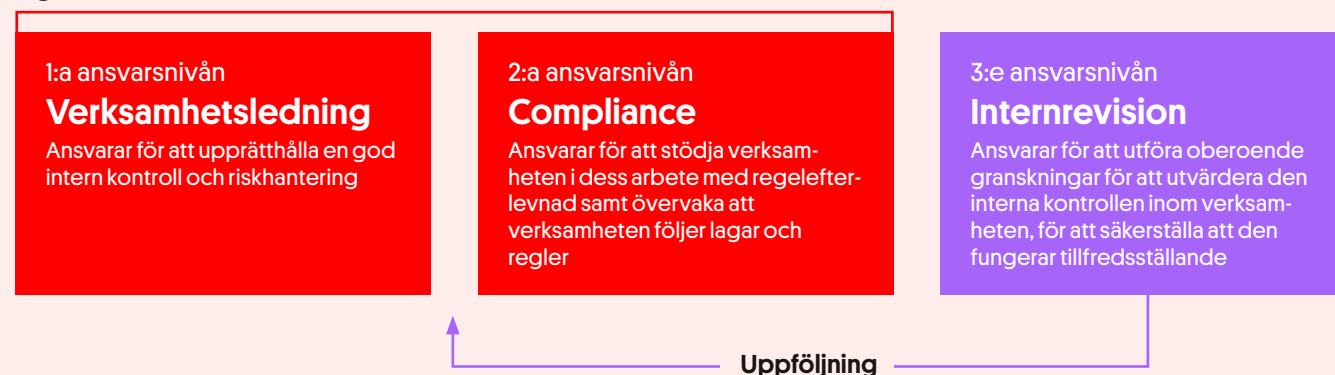 1:a ansvarsnivån
Verksamhetsledning
Ansvarar för att upprätthålla en god
intern kontroll och riskhantering
2:a ansvarsnivån
Compliance
Ansvarar för att stödja verksam-
heten i dess arbete med regelefter-
levnad samt övervaka att
verksamheten följer lagar och
regler
3:e ansvarsnivån
Internrevision
Ansvarar för att utföra oberoende
granskningar för att utvärdera den
interna kontrollen inom verksam-
heten, för att säkerställa att den
fungerar tillfredsställande
Uppföljning